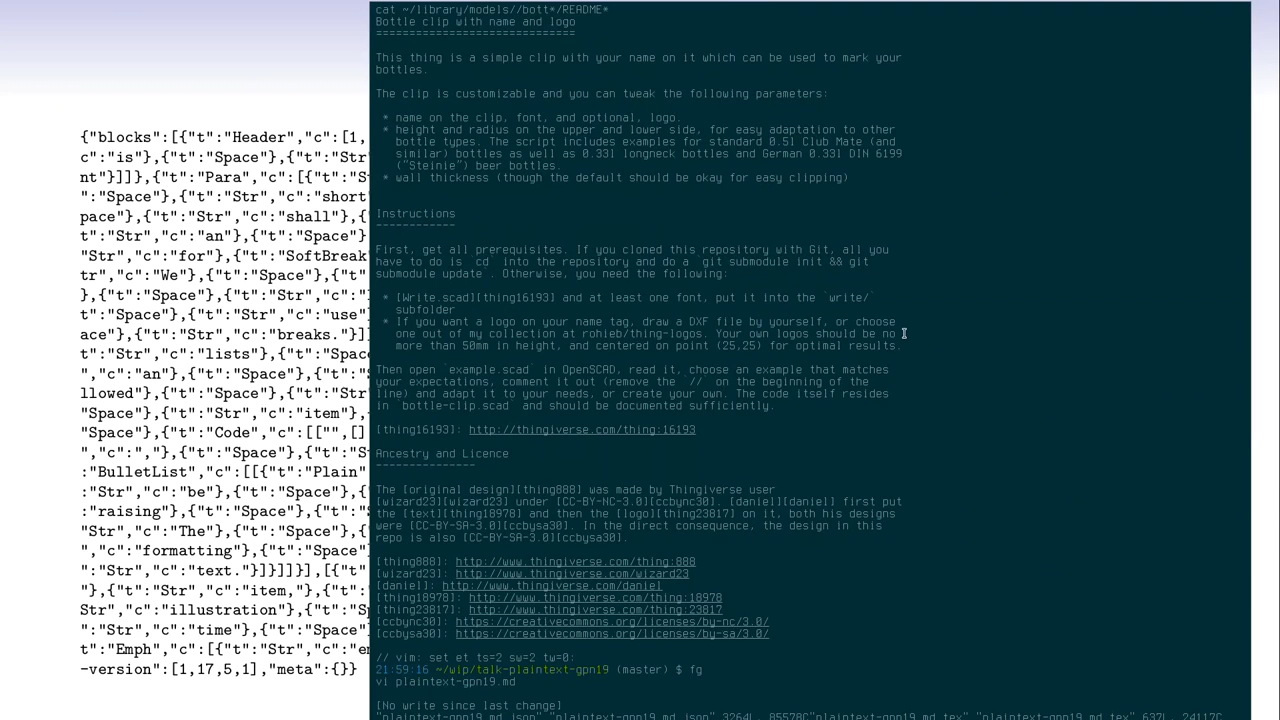 cat ~/library/models//bott*/README*
Bottle clip with name and logo
==============================
This thing is a simple clip with your name on it which can be used to mark your
bottles.
The clip is customizable and you can tweak the following parameters:
* name on the clip, font, and optional, logo.
* height and radius on the upper and lower side, for easy adaptation to other
bottle types. The script includes examples for standard 0.5l Club Mate (and
similar) bottles as well as 0.33l longneck bottles and German 0.33l DIN 6199
("Steinie") beer bottles.
* wall thickness (though the default should be okay for easy clipping)
Instructions
------------
First, get all prerequisites. If you cloned this repository with Git, all you
have to do is `cd` into the repository and do a `git submodule init && git
submodule update`. Otherwise, you need the following:
* [Write.scad][thing16193] and at least one font, put it into the `write/`
subfolder
* If you want a logo on your name tag, draw a DXF file by yourself, or choose
one out of my collection at rohieb/thing-logos. Your own logos should be no
more than 50mm in height, and centered on point (25,25) for optimal results.
Then open `example.scad` in OpenSCAD, read it, choose an example that matches
your expectations, comment it out (remove the `//` on the beginning of the
line) and adapt it to your needs, or create your own. The code itself resides
in `bottle-clip.scad` and should be documented sufficiently.
[thing16193]: http://thingiverse.com/thing:16193
Ancestry and Licence
---------------
The [original design][thing888] was made by Thingiverse user
[wizard23][wizard23] under [CC-BY-NC-3.0][ccbync30]. [daniel][daniel] first put
the [text][thing18978] and then the [logo][thing23817] on it, both his designs
were [CC-BY-SA-3.0][ccbysa30]. In the direct consequence, the design in this
repo is also [CC-BY-SA-3.0][ccbysa30].
[thing888]: http://www.thingiverse.com/thing:888
[wizard23]: http://www.thingiverse.com/wizard23
[daniel]: http://www.thingiverse.com/daniel
[thing18978]: http://www.thingiverse.com/thing:18978
[thing23817]: http://www.thingiverse.com/thing:23817
[ccbync30]: https://creativecommons.org/licenses/by-nc/3.0/
[ccbysa30]: https://creativecommons.org/licenses/by-sa/3.0/
// vim: set et ts=2 sw=2 tw=0:
21:59:16 ~/wip/talk-plaintext-gpn19 (master) $ fg
vi plaintext-gpn19.md
[No write since last change]
"plaintext-gpn19.md.json" 3264L, 85578C"plaintext-gpn19.md.tex" "plaintext-gpn19.md.tex" 637L, 24117C
{"blocks":[{"t":"Header","c":[1,
c":"is"},{"t":"Space"},{"t":"Str
nt"}]]},{"t":"Para","c":[{"t":"S
":"Space"},{"t":"Str","c":"short
pace"},{"t":"Str","c":"shall"},{
t":"Str","c":"an"},{"t":"Space"}
"Str","c":"for"},{"t":"SoftBreak
tr","c":"We"},{"t":"Space"},{"t"
},{"t":"Space"},{"t":"Str","c":"
:"Space"},{"t":"Str","c":"use"}
ace"},{"t":"Str","c":"breaks."}]
:"Str","c":"lists"},{"t":"Space
","c":"an"},{"t":"Space"},{"t":
llowed"},{"t":"Space"},{"t":"St
"Space"},{"t":"Str","c":"item"},
"Space"},{"t":"Code","c":[["",[]
"c":","},{"t":"Space"},{"t":"Str
:"BulletList","c":[[{"t":"Plain"
:"Str","c":"be"},{"t":"Space"},{
:"raising"},{"t":"Space"},{"t":
"Str","c":"The"},{"t":"Space"},
","c":"formatting"},{"t":"Space"
:"Str","c":"text."}]}]]}],[{"t":
"},{"t":"Str","c":"item,"},{"t":
Str","c":"illustration"},{"t":"S
:"Str","c":"time"},{"t":"Space"}
t":"Emph","c":[{"t":"Str","c":"e
-version":[1,17,5,1],"meta":{}}